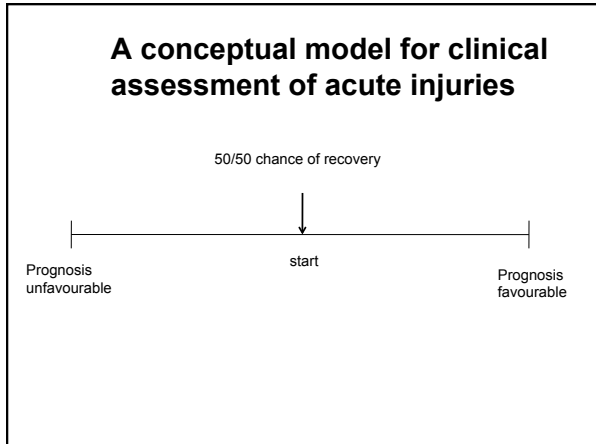 A conceptual model for clinical
assessment of acute injuries
50/50 chance of recovery
start
Prognosis
unfavourable
Prognosis
favourable